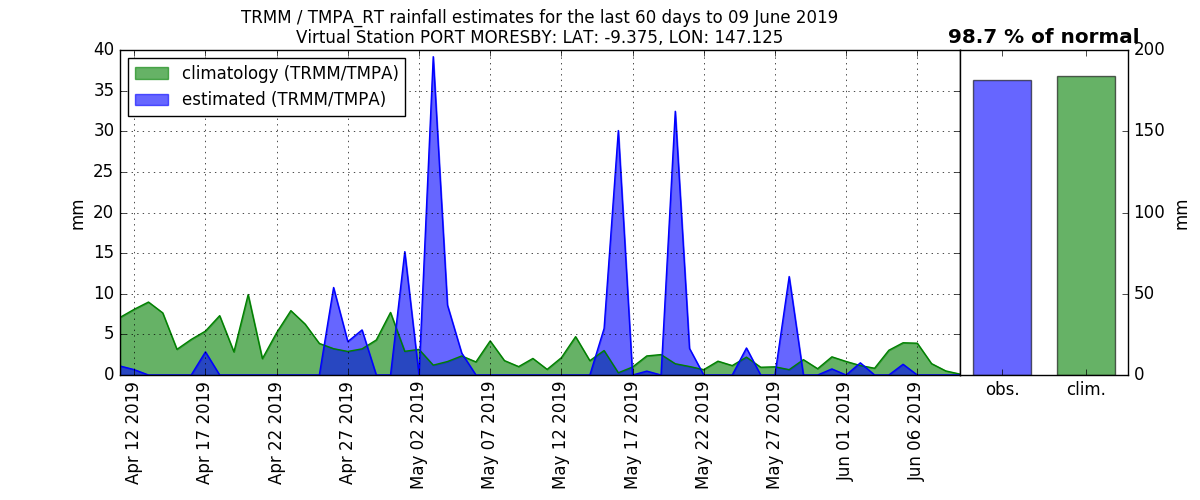 TRMM / TMPA_RT rainfall estimates for the last 60 days to 09 June 2019
Virtual Station PORT MORESBY: LAT: -9.375, LON: 147.125
98.7 % of normal
climatology (TRMM/TMPA)
estimated (TRMM/TMPA)
40
35
30
25
20
15
10
5
0
mm
200
150
100
50
0
mm
Apr 12 2019
Apr 17 2019
Apr 22 2019
Apr 27 2019
May 02 2019
May 07 2019
May 12 2019
May 17 2019
May 22 2019
May 27 2019
Jun 01 2019
Jun 06 2019
obs.
clim.